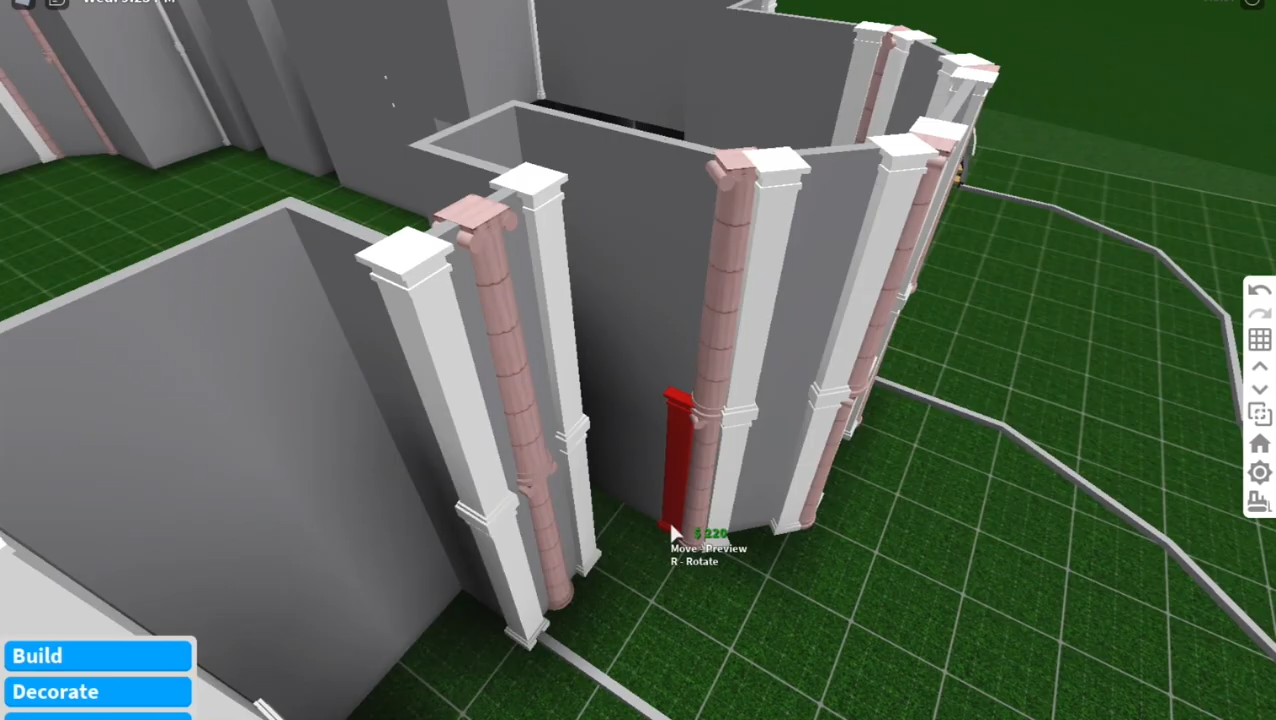 $ 220
Move - Preview
R - Rotate
Build
Decorate